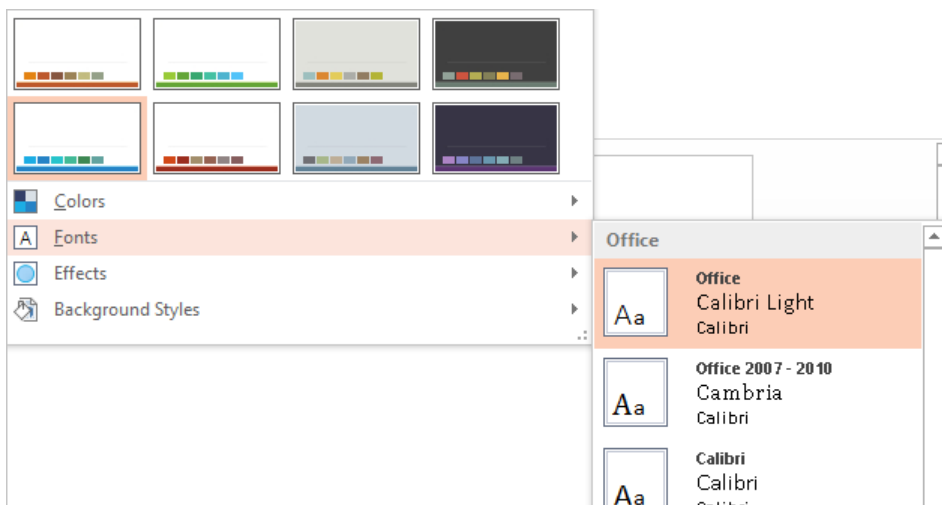 Colors
Fonts
Effects
Background Styles
Office
Aa
Office
Calibri Light
Calibri
Aa
Office 2007 - 2010
Cambria
Calibri
Aa
Calibri
Calibri
Calibri